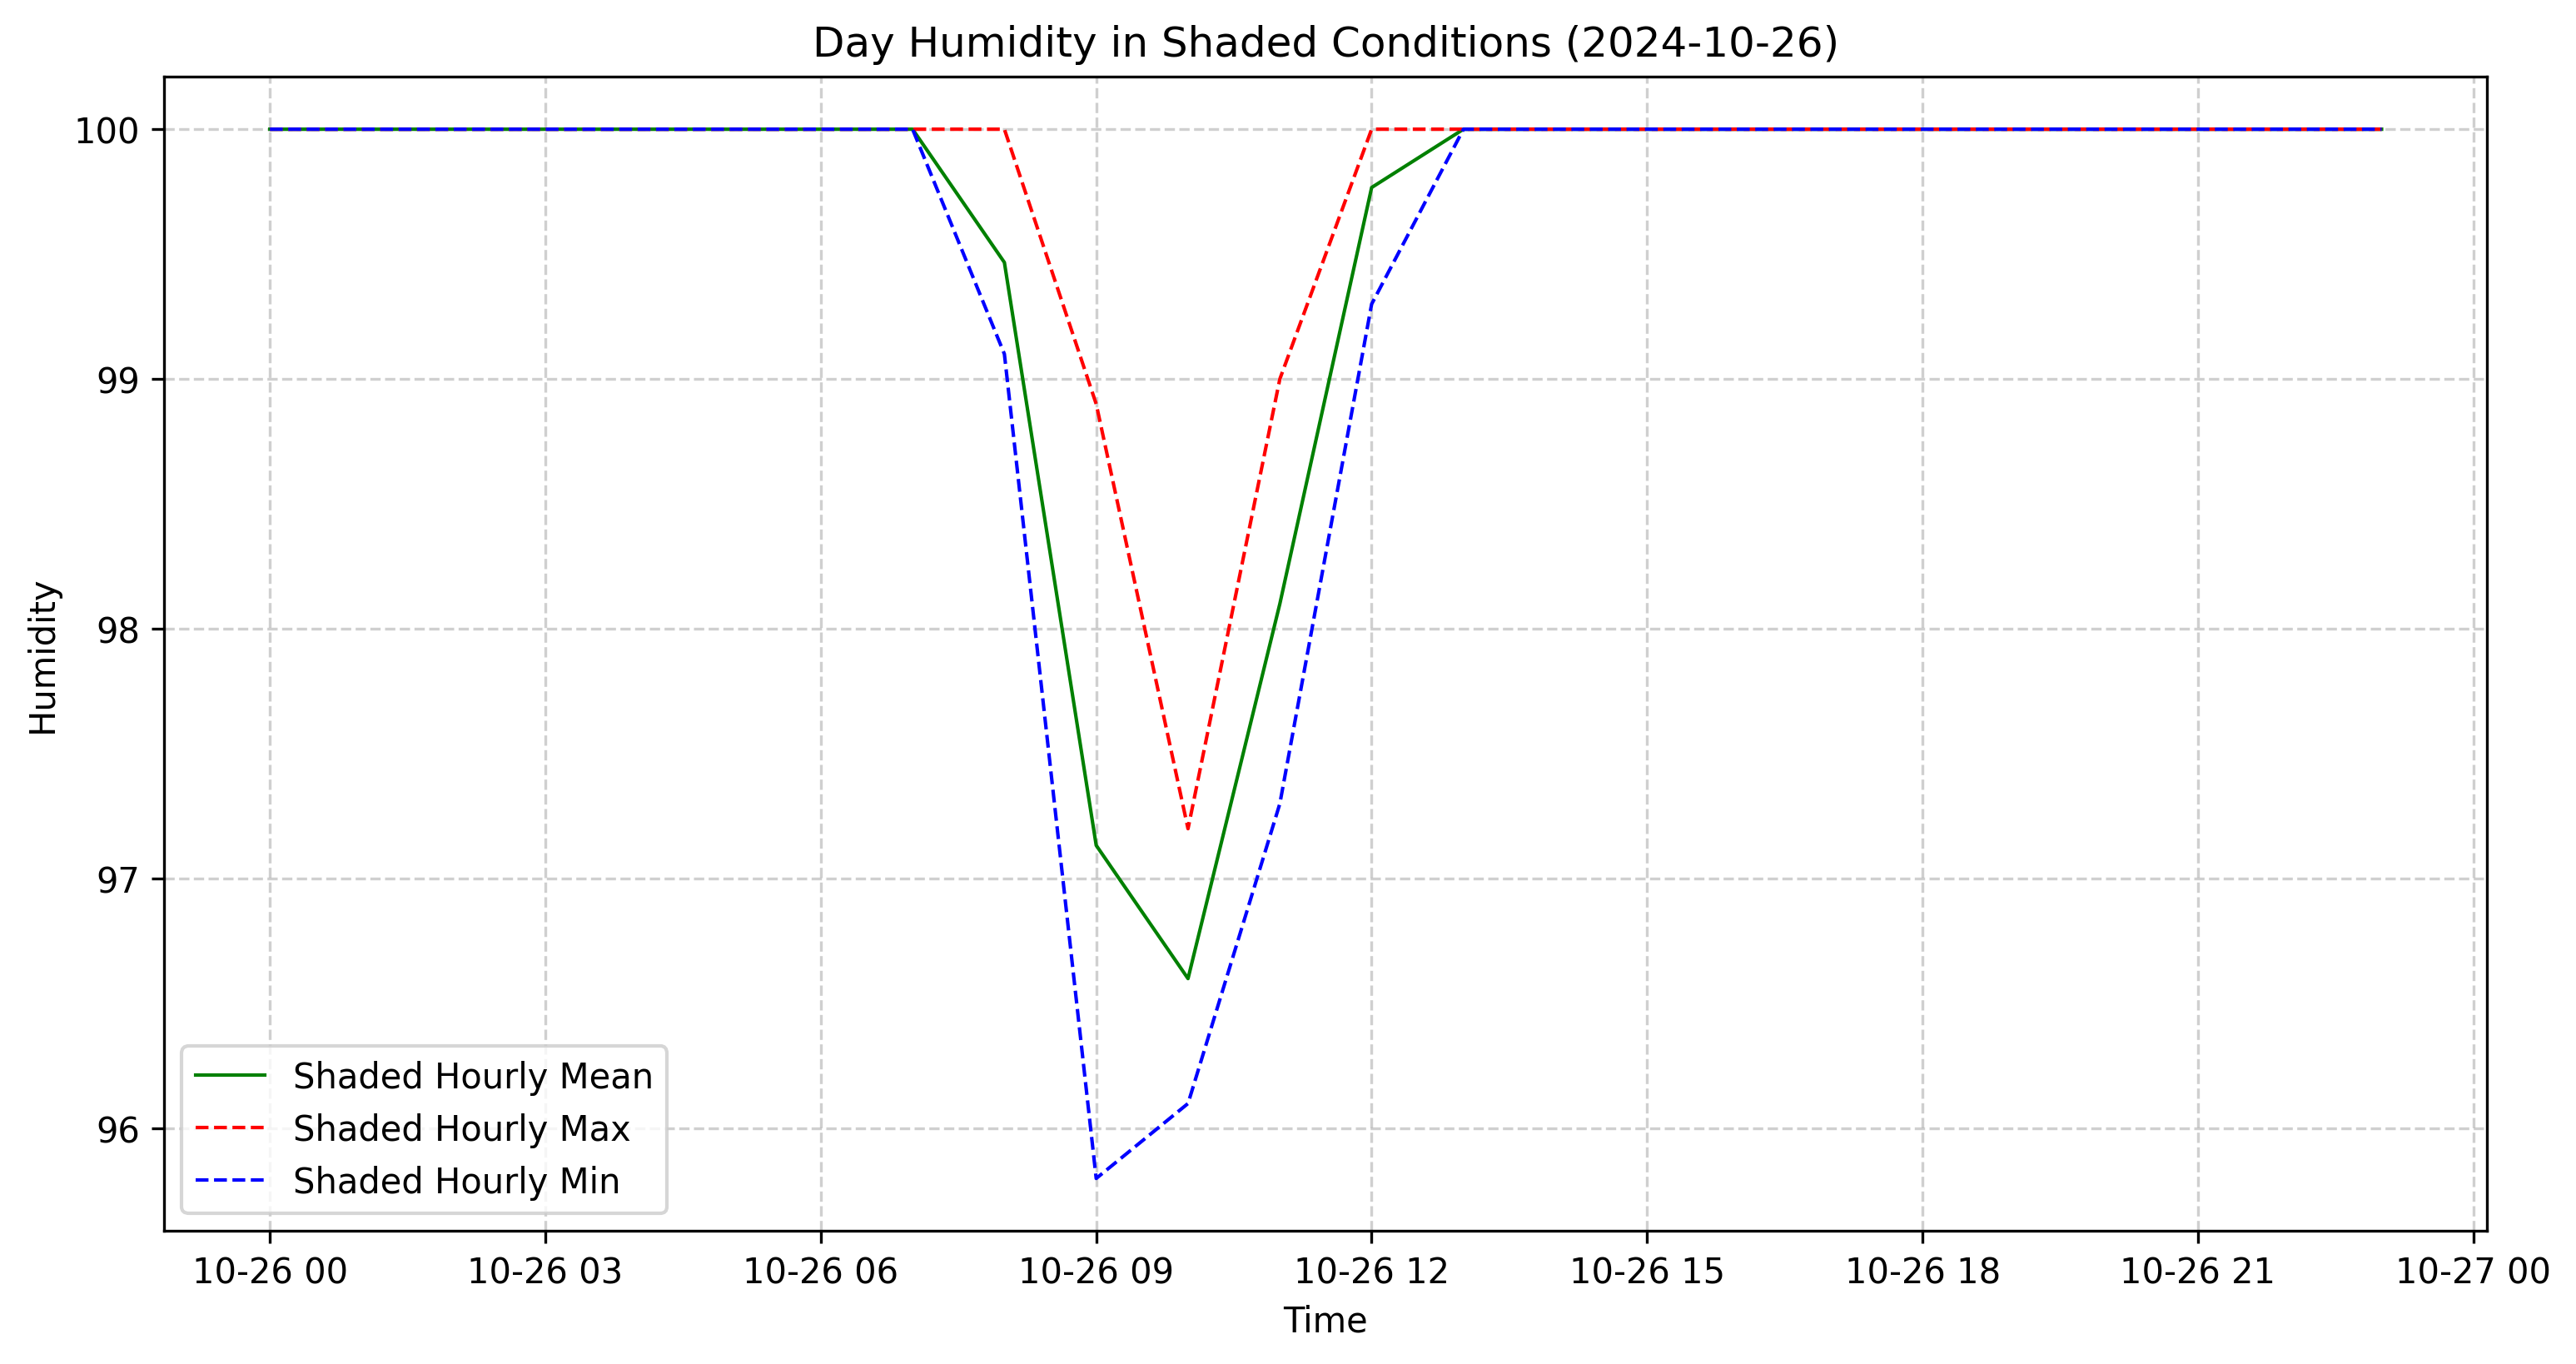 Day Humidity in Shaded Conditions (2024-10-26)
Humidity
100
99
98
97
96
Shaded Hourly Mean
Shaded Hourly Max
Shaded Hourly Min
10-26 00
10-26 03
10-26 06
10-26 09
10-26 12
10-26 15
10-26 18
10-26 21
10-27 00
Time